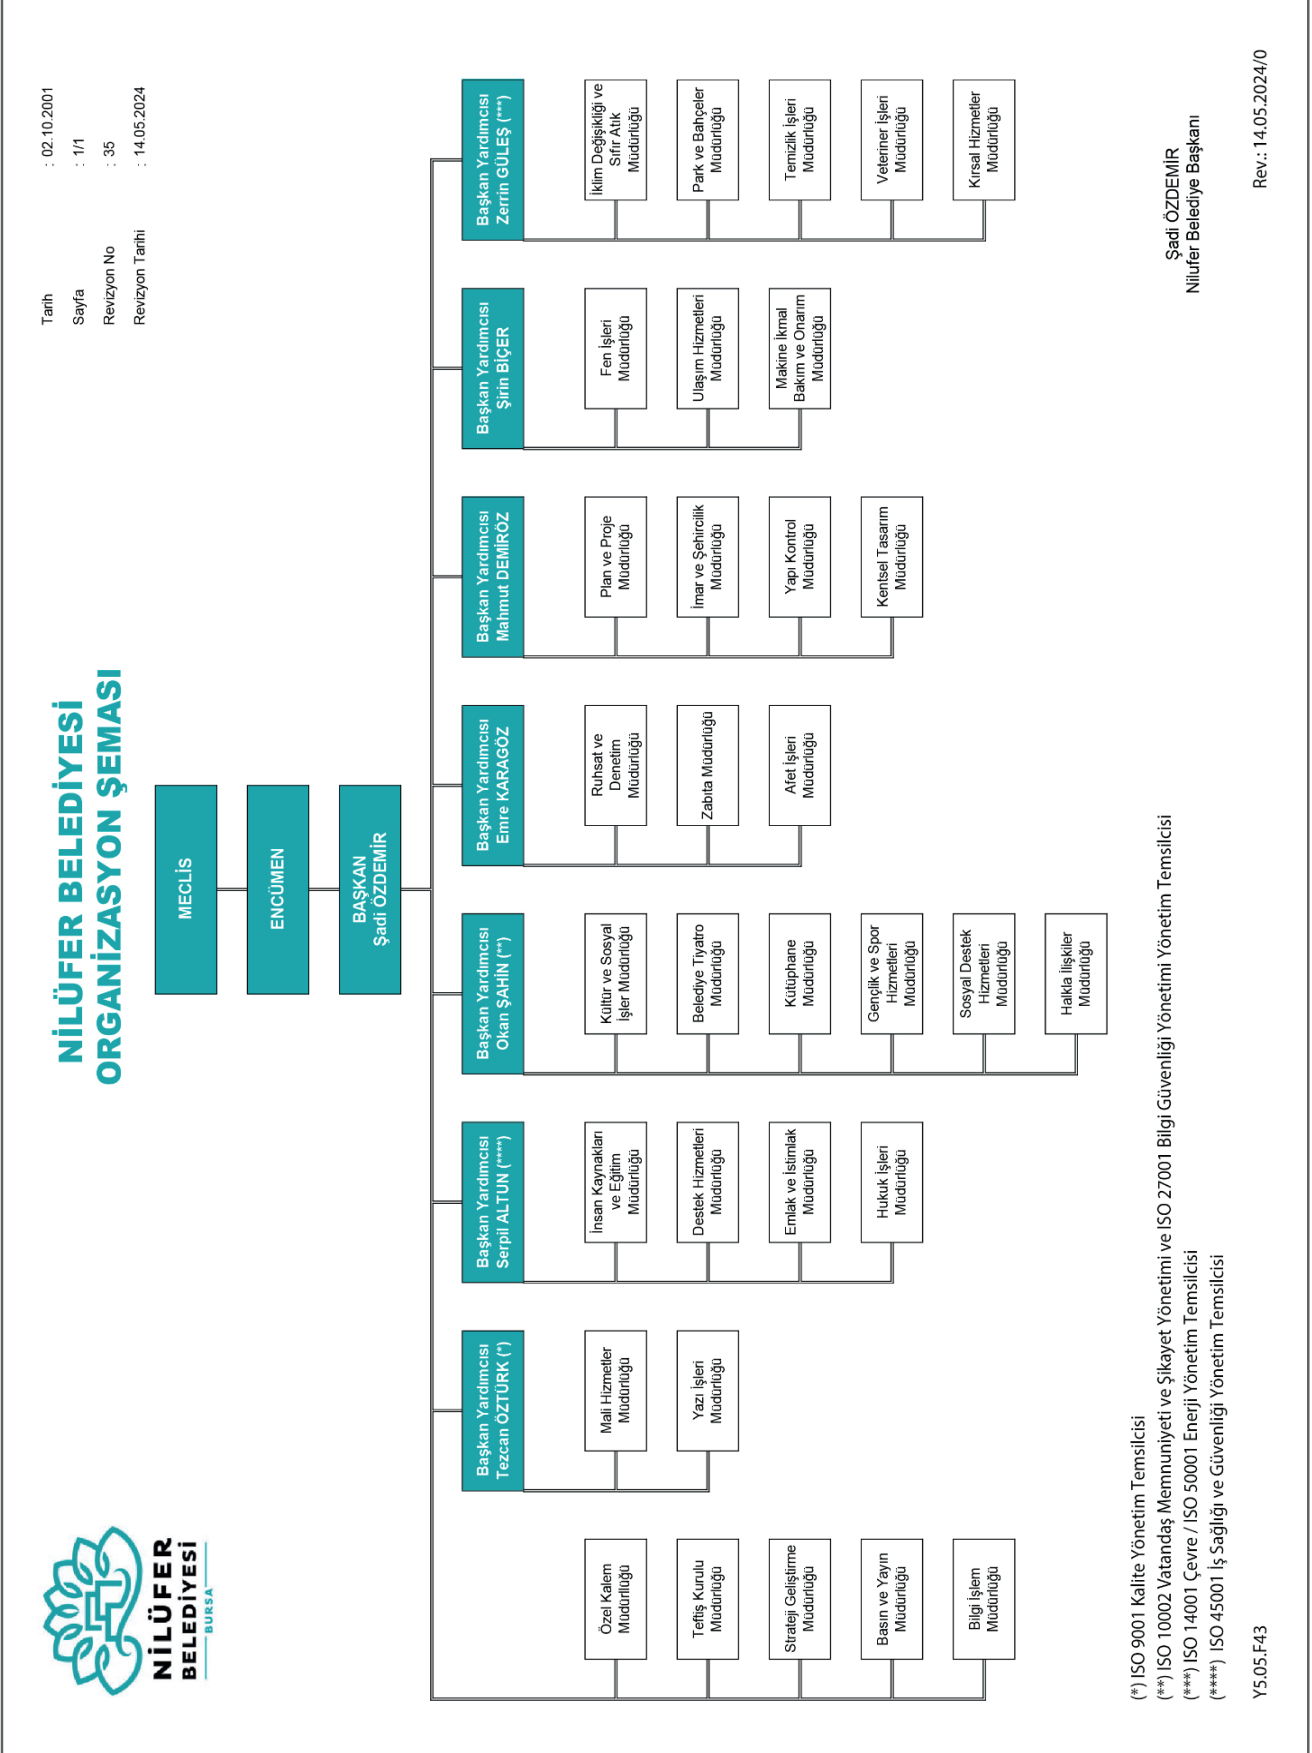 NİLÜFER
BELEDİYESİ
BURSA
NİLÜFER BELEDİYESİ
ORGANİZASYON ŞEMASI
Tarih : 02.10.2001
Sayfa : 1/1
Revizyon No : 35
Revizyon Tarihi : 14.05.2024
MECLİS
ENCÜMEN
BAŞKAN
Şadi ÖZDEMİR
Özel Kalem
Müdürlüğü
Teftiş Kurulu
Müdürlüğü
Strateji Geliştirme
Müdürlüğü
Basın ve Yayın
Müdürlüğü
Bilgi İşlem
Müdürlüğü
Başkan Yardımcısı
Tezcan ÖZTÜRK (*)
Mali Hizmetler
Müdürlüğü
Yazı İşleri
Müdürlüğü
Başkan Yardımcısı
Serpil ALTUN (****)
İnsan Kaynakları
ve Eğitim
Müdürlüğü
Destek Hizmetleri
Müdürlüğü
Emlak ve İstimlak
Müdürlüğü
Hukuk İşleri
Müdürlüğü
Başkan Yardımcısı
Okan ŞAHİN (**)
Kültür ve Sosyal
İşler Müdürlüğü
Belediye Tiyatro
Müdürlüğü
Kütüphane
Müdürlüğü
Gençlik ve Spor
Hizmetleri
Müdürlüğü
Sosyal Destek
Hizmetleri
Müdürlüğü
Halkla İlişkiler
Müdürlüğü
Başkan Yardımcısı
Emre KARAGÖZ
Ruhsat ve
Denetim
Müdürlüğü
Zabıta Müdürlüğü
Afet İşleri
Müdürlüğü
Başkan Yardımcısı
Mahmut DEMİRÖZ
Plan ve Proje
Müdürlüğü
İmar ve Şehircilik
Müdürlüğü
Yapı Kontrol
Müdürlüğü
Kentsel Tasarım
Müdürlüğü
Başkan Yardımcısı
Şirin BİÇER
Fen İşleri
Müdürlüğü
Ulaşım Hizmetleri
Müdürlüğü
Makine İkmal
Bakım ve Onarım
Müdürlüğü
Başkan Yardımcısı
Zerrin GÜLEŞ (***)
İklim Değişikliği ve
Sıfır Atık
Müdürlüğü
Park ve Bahçeler
Müdürlüğü
Temizlik İşleri
Müdürlüğü
Veteriner İşleri
Müdürlüğü
Kırsal Hizmetler
Müdürlüğü
(*) ISO 9001 Kalite Yönetim Temsilcisi
(**) ISO 10002 Vatandaş Memnuniyeti ve Şikayet Yönetimi ve ISO 27001 Bilgi Güvenliği Yönetimi Yönetim Temsilcisi
(***) ISO 14001 Çevre / ISO 50001 Enerji Yönetim Temsilcisi
(****) ISO 45001 İş Sağlığı ve Güvenliği Yönetim Temsilcisi
Şadi ÖZDEMİR
Nilufer Belediye Başkanı
Y5.05.F43
Rev.: 14.05.2024/0